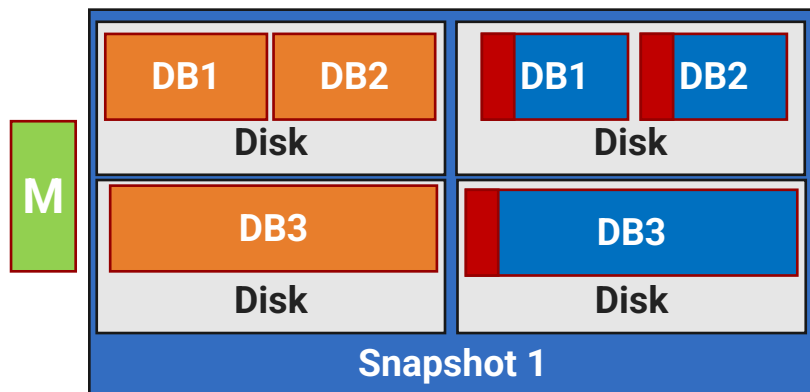 DB1 DB2
Disk
DB1 DB2
Disk
M
DB3
Disk
DB3
Disk
Snapshot 1